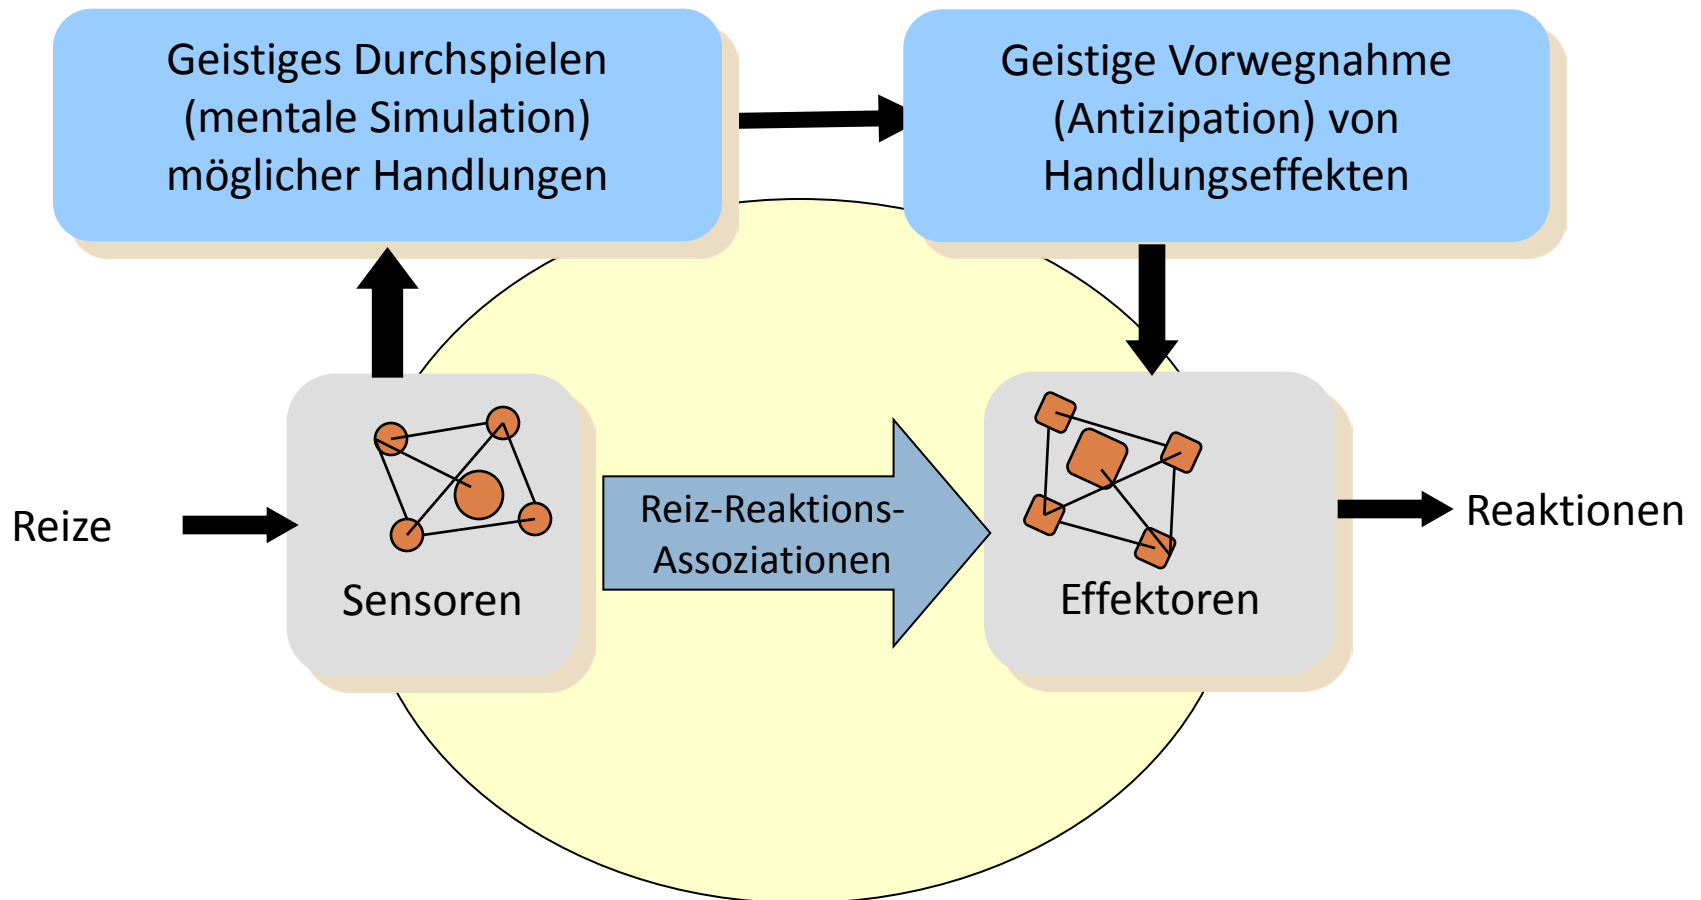 Geistiges Durchspielen
(mentale Simulation)
möglicher Handlungen
Geistige Vorwegnahme
(Antizipation) von
Handlungseffekten
Reize
Sensoren
Reiz-Reaktions-
Assoziationen
Effektoren
Reaktionen